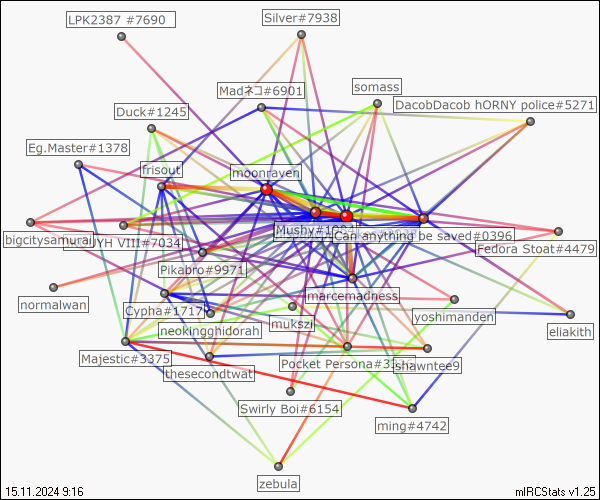 LPK2387 #7690
Silver#7938
Madネコ#6901
somass
DacobDacob hORNY police#5271
Duck#1245
Eg.Master#1378
frisout
moonraven
bigcitysamurai
VIII#7034
Mushy#1984
Can anything be saved#0396
Fedora Stoat#4479
Pikabro#9971
marcemadness
normalwan
Cypha#1717
neokingghidorah
mukszi
yoshimanden
eliakith
Majestic#3375
thesecondtwat
Pocket Persona#3
shawntee9
Swirly Boi#6154
ming#4742
zebula
15.11.2024 9:16
mIRCStats v1.25